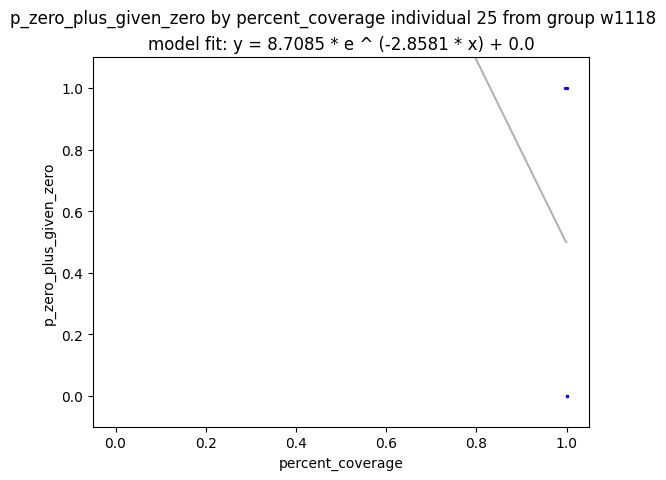 p_zero_plus_given_zero by percent_coverage individual 25 from group w1118
model fit: y = 8.7085 * e ^ (-2.8581 * x) + 0.0
1.0
0.8
0.6
0.4
0.2
0.0
p_zero_plus_given_zero
0.0 0.2 0.4 0.6 0.8 1.0
percent_coverage